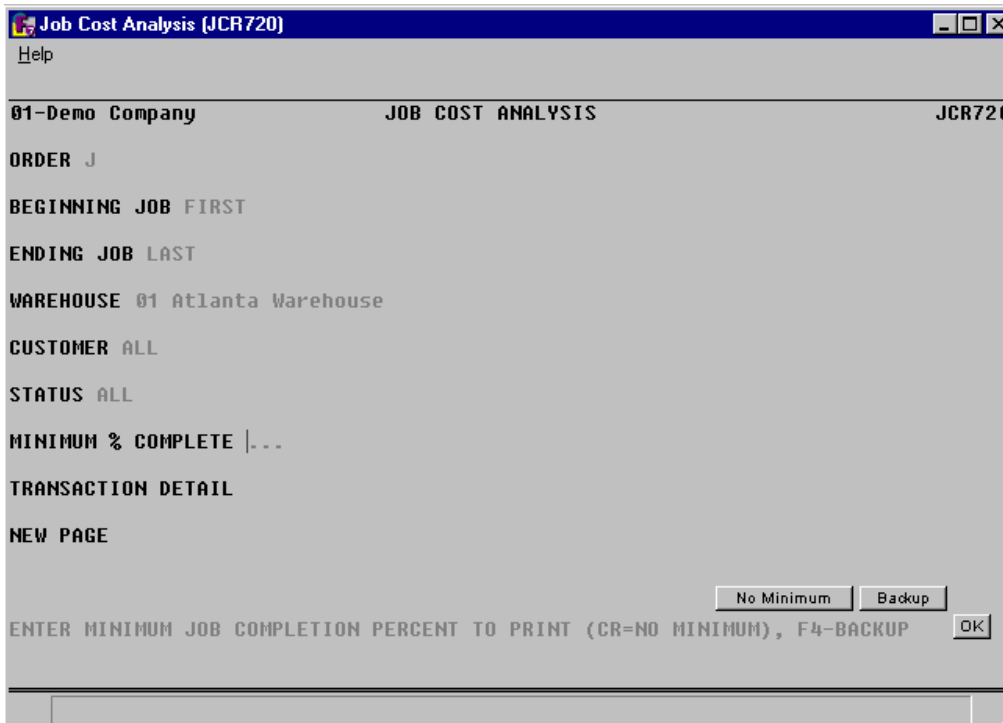 Job Cost Analysis (JCR720)
Help
01-Demo Company JOB COST ANALYSIS JCR720
ORDER J
BEGINNING JOB FIRST
ENDING JOB LAST
WAREHOUSE 01 Atlanta Warehouse
CUSTOMER ALL
STATUS ALL
MINIMUM % COMPLETE ...
TRANSACTION DETAIL
NEW PAGE
No Minimum Backup
ENTER MINIMUM JOB COMPLETION PERCENT TO PRINT (CR=NO MINIMUM), F4-BACKUP OK